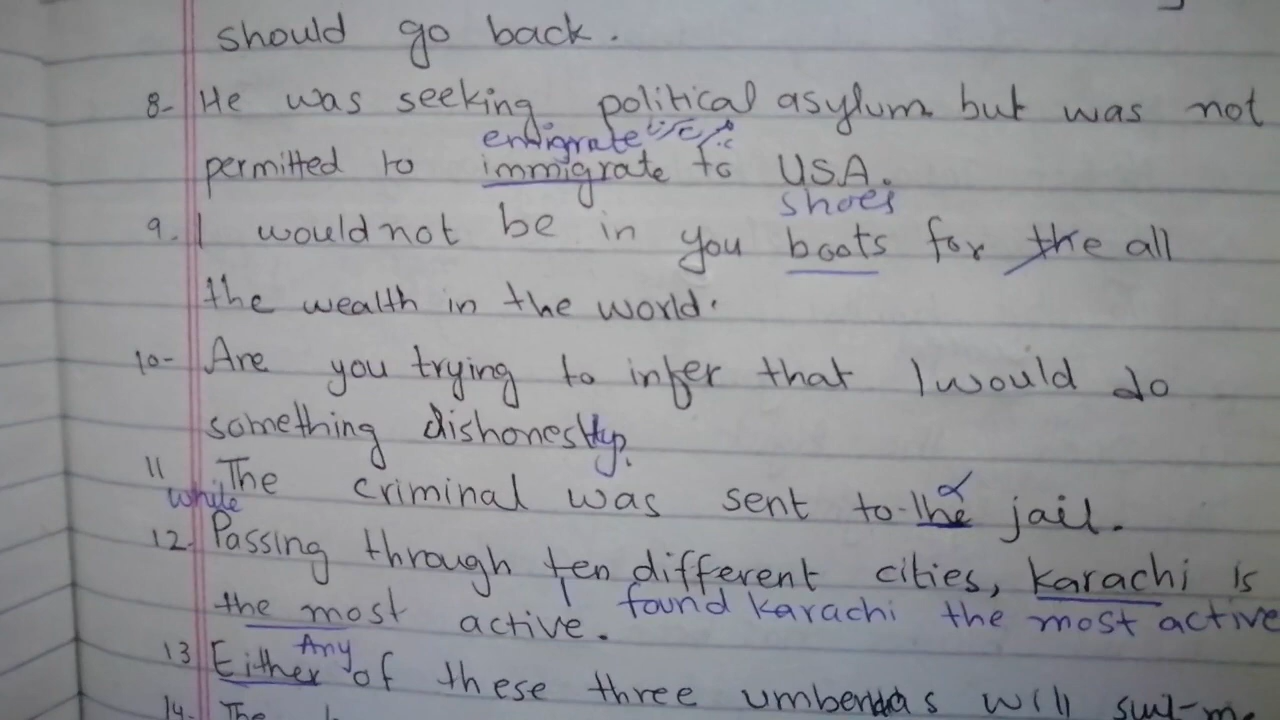 should go back.
8- He was seeking political asylum but was not
emigrate
permitted to immigrate to USA.
shoes
9. I would not be in you boots for the all
the wealth in the world.
10- Are you trying to infer that I would do
something dishonestly?
11 The criminal was sent to the jail.
while
12- Passing through ten different cities, Karachi is
the most active. I found Karachi the most active
Any
13 Either of these three umberellas will suit me
14- The